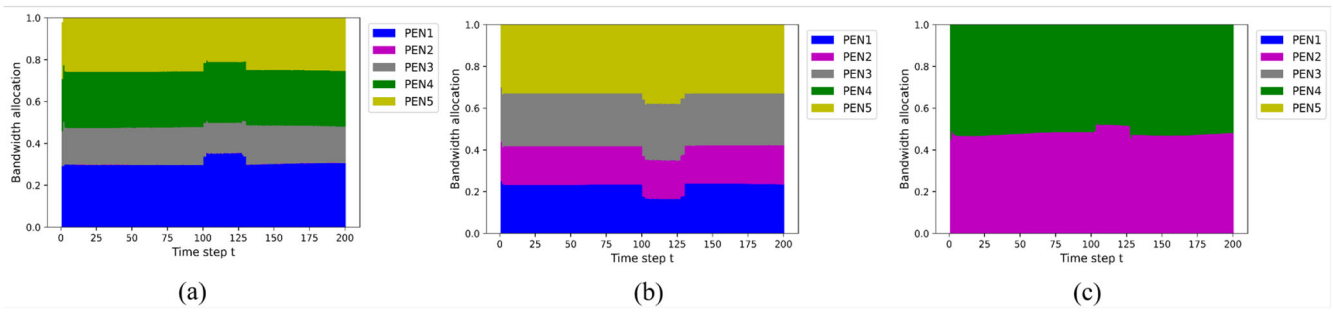 1.0
0.8
0.6
0.4
0.2
0.0
Bandwidth allocation
0 25 50 75 100 125 150 175 200
Time step t
PEN1
PEN2
PEN3
PEN4
PEN5
(a)
1.0
0.8
0.6
0.4
0.2
0.0
Bandwidth allocation
0 25 50 75 100 125 150 175 200
Time step t
PEN1
PEN2
PEN3
PEN4
PEN5
(b)
1.0
0.8
0.6
0.4
0.2
0.0
Bandwidth allocation
0 25 50 75 100 125 150 175 200
Time step t
PEN1
PEN2
PEN3
PEN4
PEN5
(c)